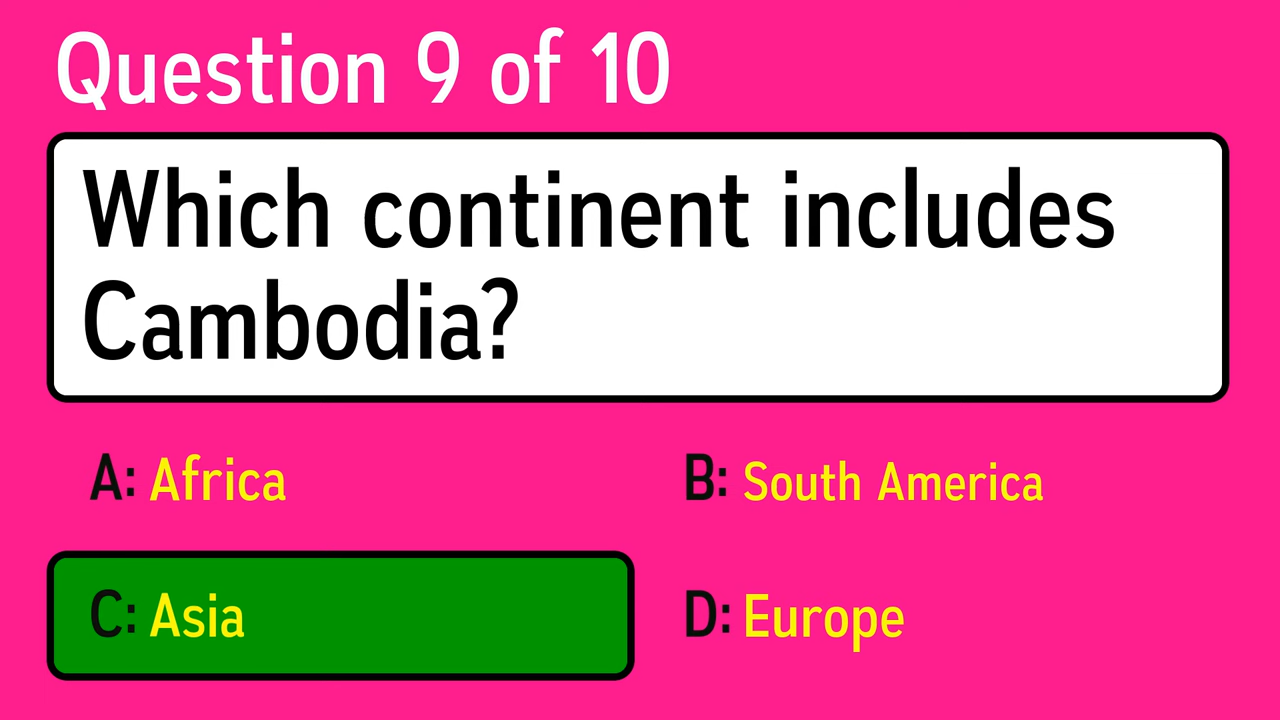 Question 9 of 10
Which continent includes
Cambodia?
A: Africa
B: South America
C: Asia
D: Europe